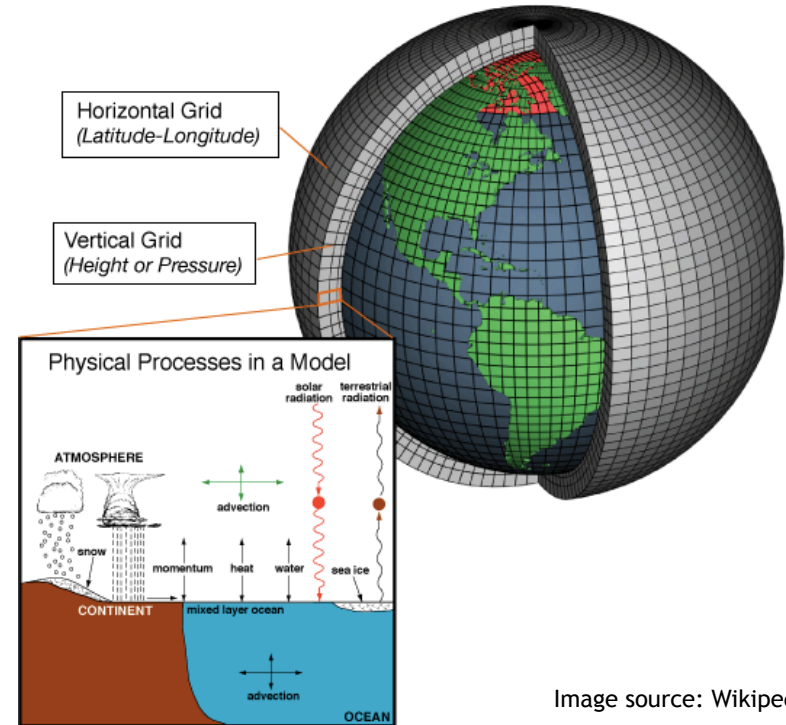 Horizontal Grid
(Latitude-Longitude)
Vertical Grid
(Height or Pressure)
Physical Processes in a Model
solar
radiation
terrestrial
radiation
ATMOSPHERE
advection
snow
momentum
heat
water
sea ice
CONTINENT
mixed layer ocean
advection
OCEAN
Image source: